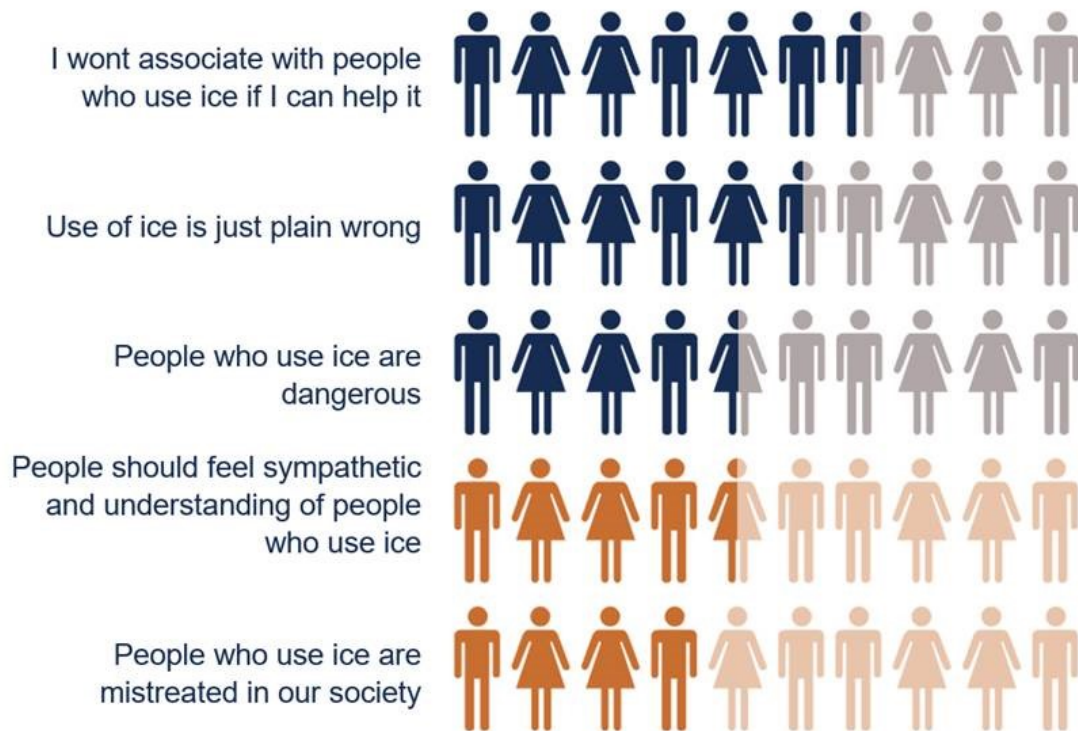 I wont associate with people
who use ice if I can help it
Use of ice is just plain wrong
People who use ice are
dangerous
People should feel sympathetic
and understanding of people
who use ice
People who use ice are
mistreated in our society